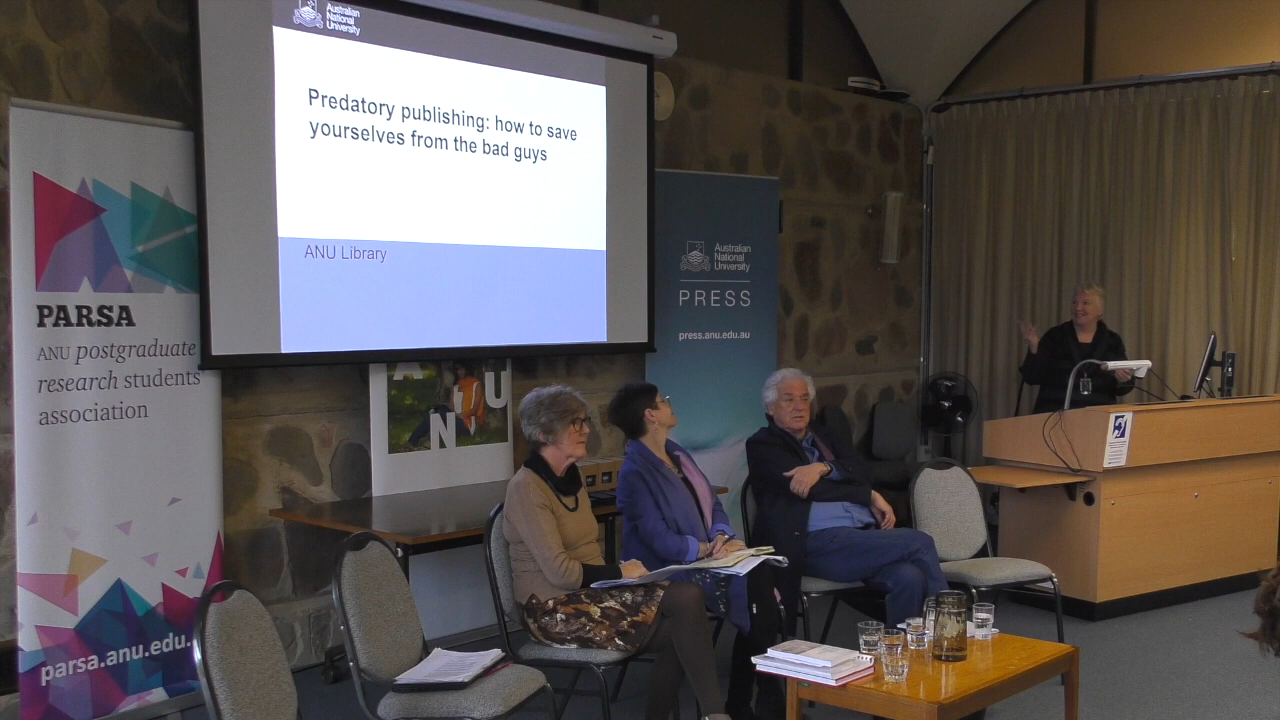 Australian
National
University
Predatory publishing: how to save
yourselves from the bad guys
ANU Library
PARSA
ANU postgraduate
research students
association
parsa.anu.edu.
Australian
National
University
PRESS
press.anu.edu.au
A U
N